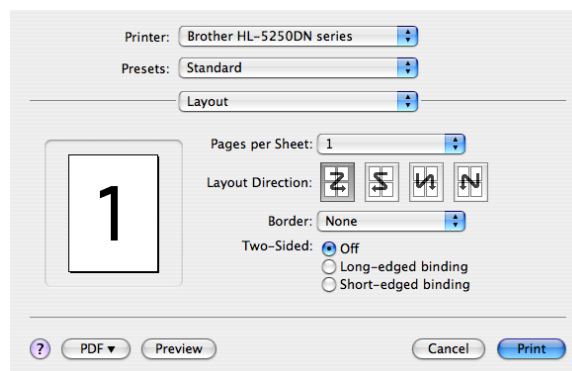 Printer: Brother HL-5250DN series
Presets: Standard
Layout
Pages per Sheet: 1
Layout Direction:
1
Border: None
Two-Sided: Off
Long-edged binding
Short-edged binding
? PDF▼ Preview Cancel Print